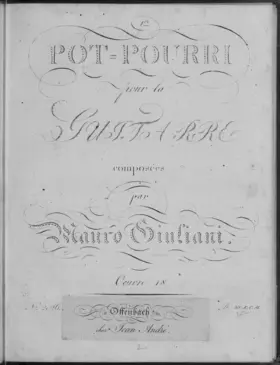 POT=POURRI
pour la
GUITARRE
composées
par
Mauro Giuliani.
Oeuvre 18
Offenbach s/m
chez Jean André